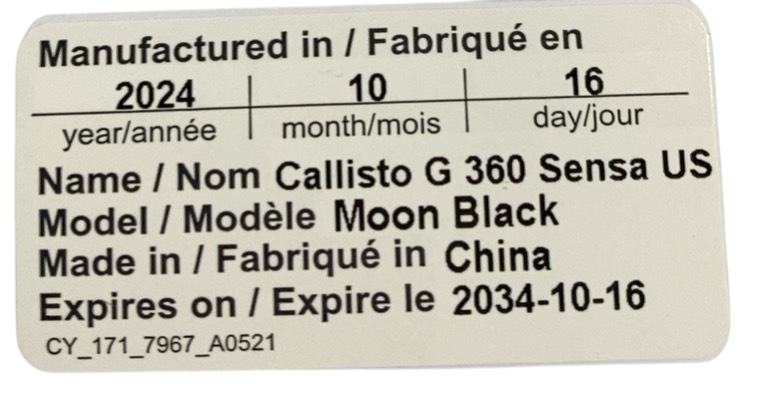 Manufactured in / Fabriqué en
2024 10 16
year/année month/mois day/jour
Name / Nom Callisto G 360 Sensa US
Model / Modèle Moon Black
Made in / Fabriqué in China
Expires on / Expire le 2034-10-16
CY_171_7967_A0521